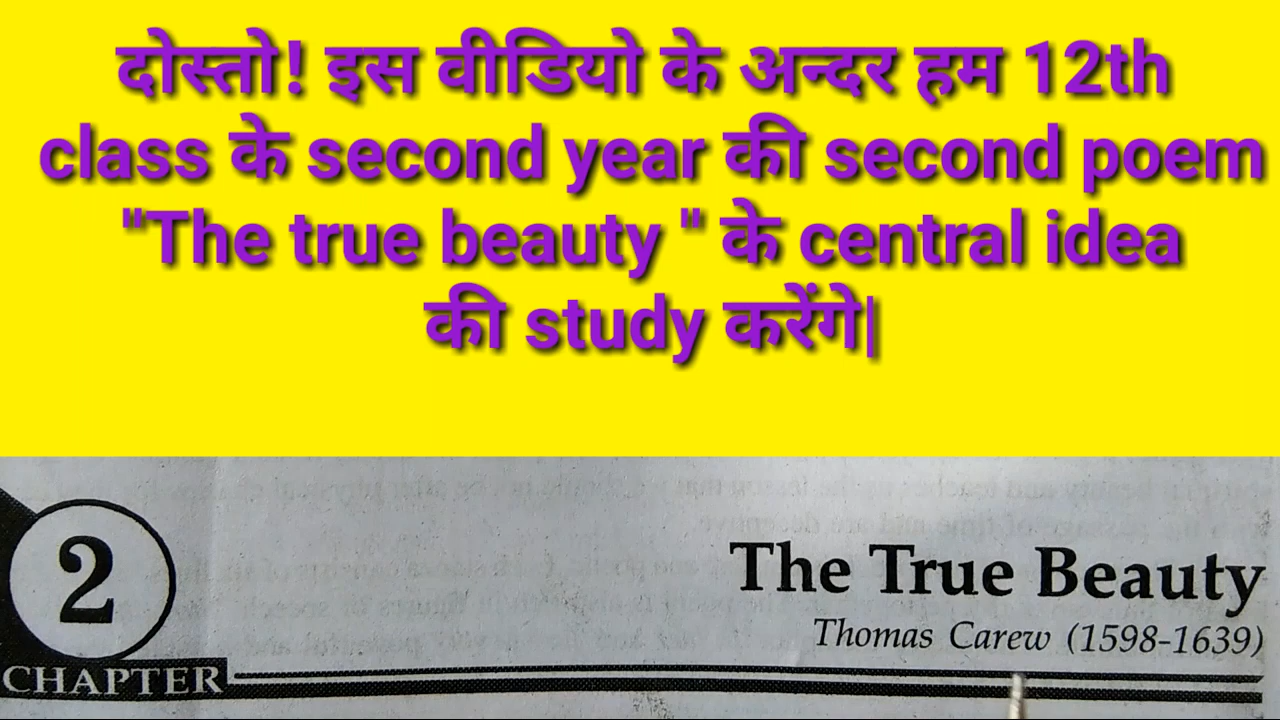 दोस्तो! इस वीडियो के अन्दर हम 12th
class के second year की second poem
"The true beauty " के central idea
की study करेंगे|
2
CHAPTER
The True Beauty
Thomas Carew (1598-1639)